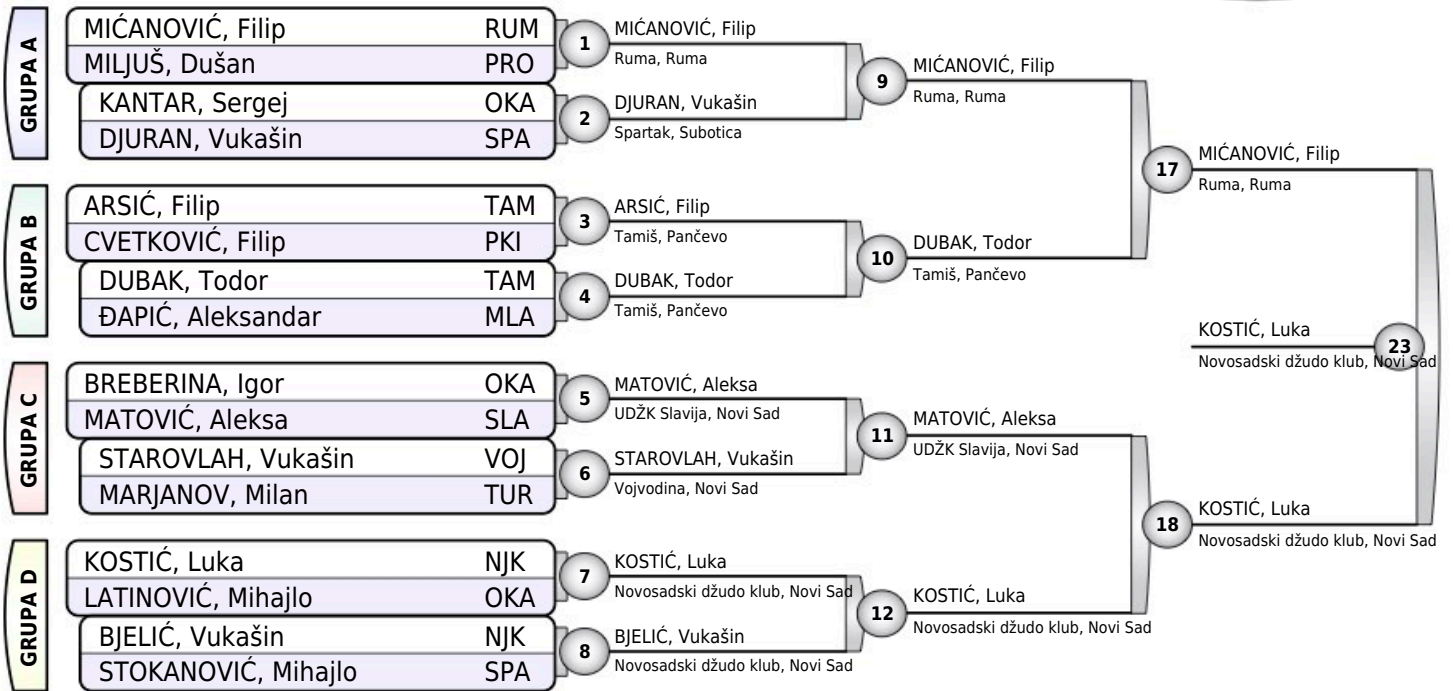 GRUPA A
MIĆANOVIĆ, Filip RUM
MILJUŠ, Dušan PRO
KANTAR, Sergej OKA
DJURAN, Vukašin SPA
GRUPA B
ARSIĆ, Filip TAM
CVETKOVIĆ, Filip PKI
DUBAK, Todor TAM
ĐAPIĆ, Aleksandar MLA
GRUPA C
BREBERINA, Igor OKA
MATOVIĆ, Aleksa SLA
STAROVLAH, Vukašin VOJ
MARJANOV, Milan TUR
GRUPA D
KOSTIĆ, Luka NJK
LATINOVIĆ, Mihajlo OKA
BJELIĆ, Vukašin NJK
STOKANOVIĆ, Mihajlo SPA
1
MIĆANOVIĆ, Filip
Ruma, Ruma
2
DJURAN, Vukašin
Spartak, Subotica
3
ARSIĆ, Filip
Tamiš, Pančevo
4
DUBAK, Todor
Tamiš, Pančevo
5
MATOVIĆ, Aleksa
UDŽK Slavija, Novi Sad
6
STAROVLAH, Vukašin
Vojvodina, Novi Sad
7
KOSTIĆ, Luka
Novosadski džudo klub, Novi Sad
8
BJELIĆ, Vukašin
Novosadski džudo klub, Novi Sad
9
MIĆANOVIĆ, Filip
Ruma, Ruma
10
DUBAK, Todor
Tamiš, Pančevo
11
MATOVIĆ, Aleksa
UDŽK Slavija, Novi Sad
12
KOSTIĆ, Luka
Novosadski džudo klub, Novi Sad
17
MIĆANOVIĆ, Filip
Ruma, Ruma
18
KOSTIĆ, Luka
Novosadski džudo klub, Novi Sad
23
KOSTIĆ, Luka
Novosadski džudo klub, Novi Sad